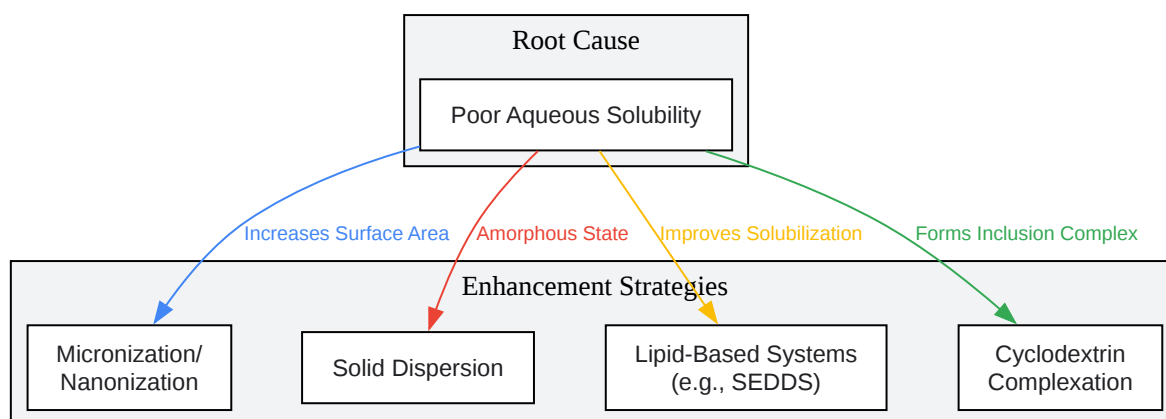 Root Cause
Poor Aqueous Solubility
Increases Surface Area
Amorphous State
Improves Solubilization
Forms Inclusion Complex
Enhancement Strategies
Micronization/
Nanonization
Solid Dispersion
Lipid-Based Systems
(e.g., SEDDS)
Cyclodextrin
Complexation